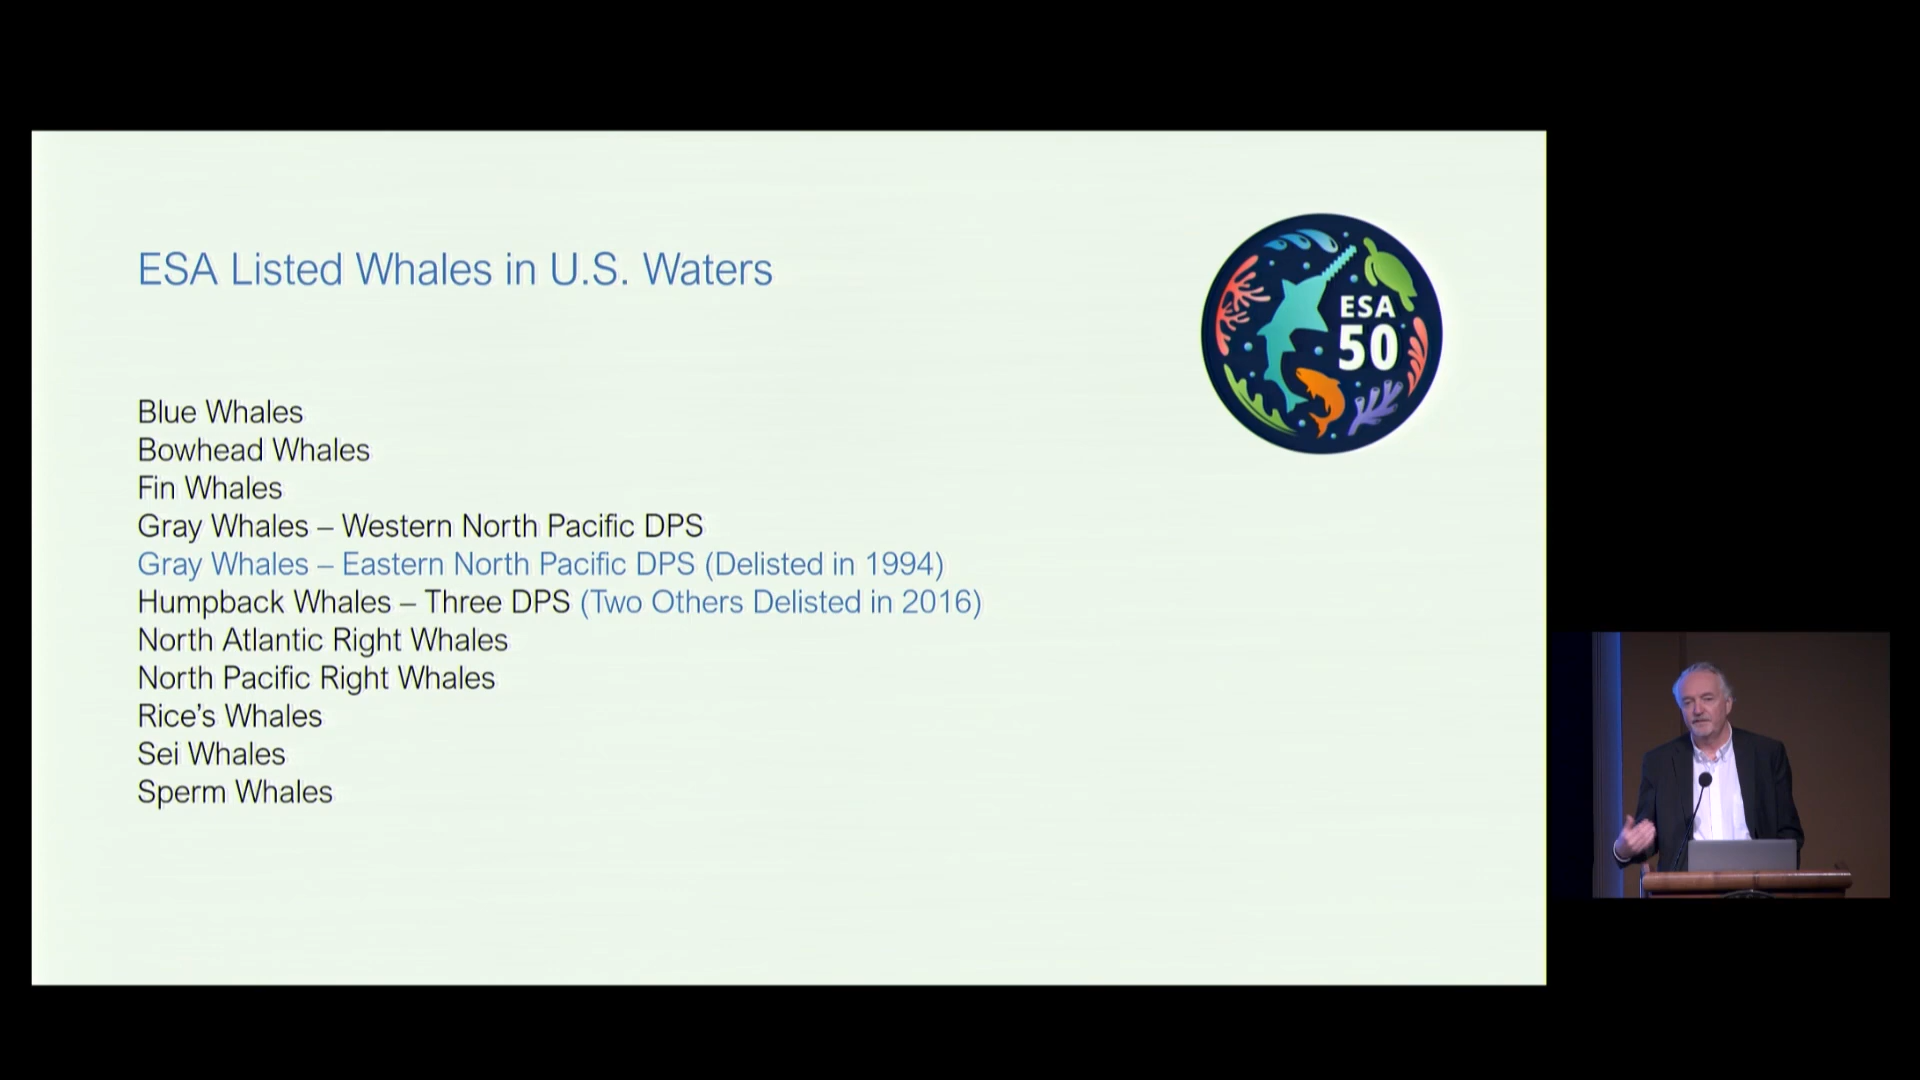 ESA Listed Whales in U.S. Waters
ESA
50
Blue Whales
Bowhead Whales
Fin Whales
Gray Whales – Western North Pacific DPS
Gray Whales – Eastern North Pacific DPS (Delisted in 1994)
Humpback Whales – Three DPS (Two Others Delisted in 2016)
North Atlantic Right Whales
North Pacific Right Whales
Rice’s Whales
Sei Whales
Sperm Whales